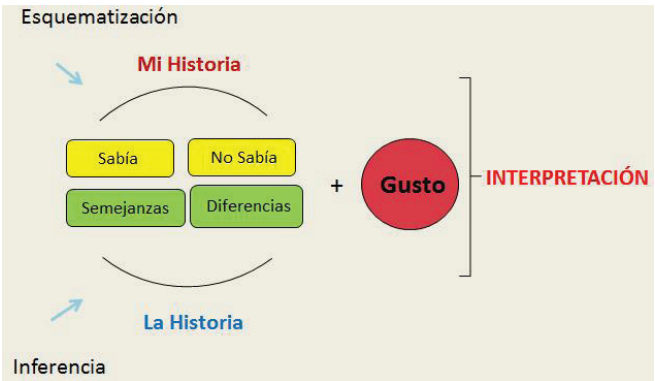 Esquematización
Mi Historia
Sabía
No Sabía
Semejanzas
Diferencias
+
Gusto
INTERPRETACIÓN
La Historia
Inferencia